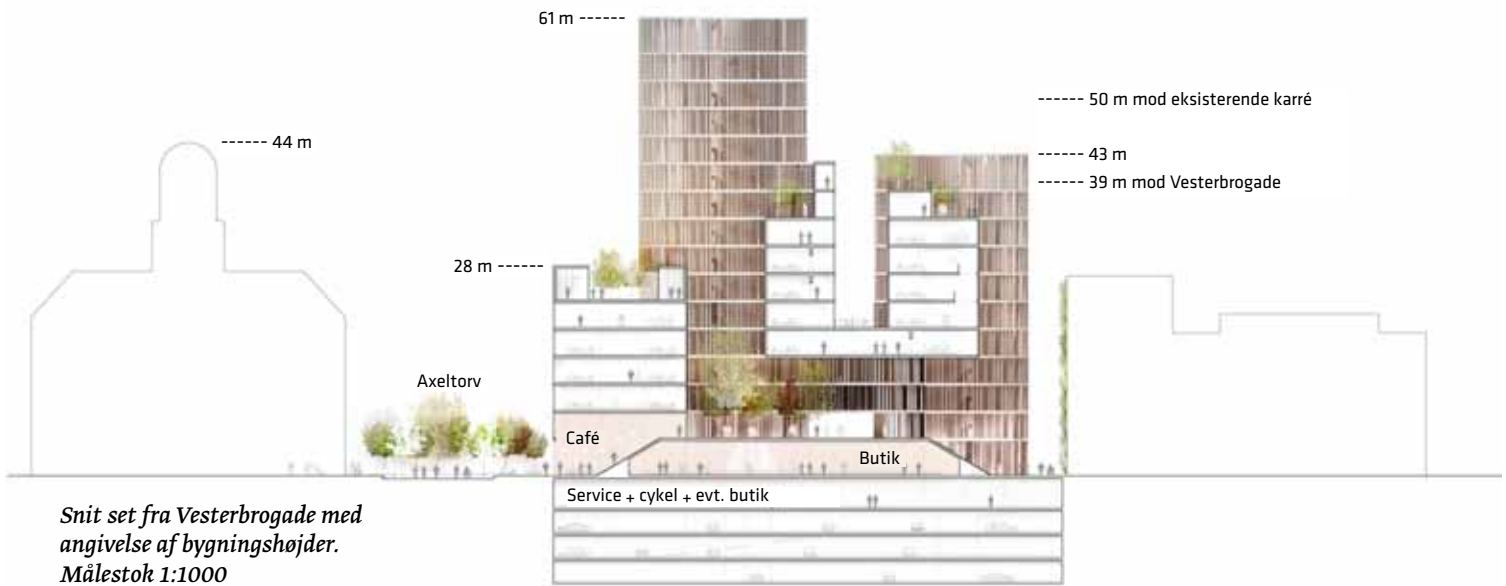 61 m ------
------ 50 m mod eksisterende karré
------ 44 m
------ 43 m
------ 39 m mod Vesterbrogade
28 m ------
Axeltorv
Café
Butik
Service + cykel + evt. butik
Snit set fra Vesterbrogade med
angivelse af bygningshøjder.
Målestok 1:1000